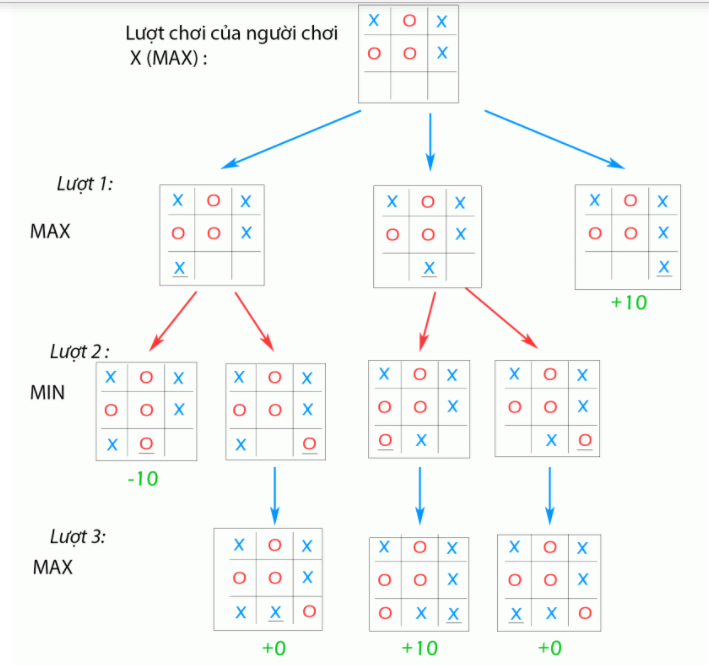 Lượt chơi của người chơi
X (MAX) :
X O X
O O X
Lượt 1:
MAX
X O X
O O X
X
X O X
O O X
X
X O X
O O X
X
+10
Lượt 2 :
MIN
X O X
O O X
X O
-10
X O X
O O X
X O
X O X
O O X
O X
X O X
O O X
X O
Lượt 3:
MAX
X O X
O O X
X X O
+0
X O X
O O X
O X X
+10
X O X
O O X
X X O
+0